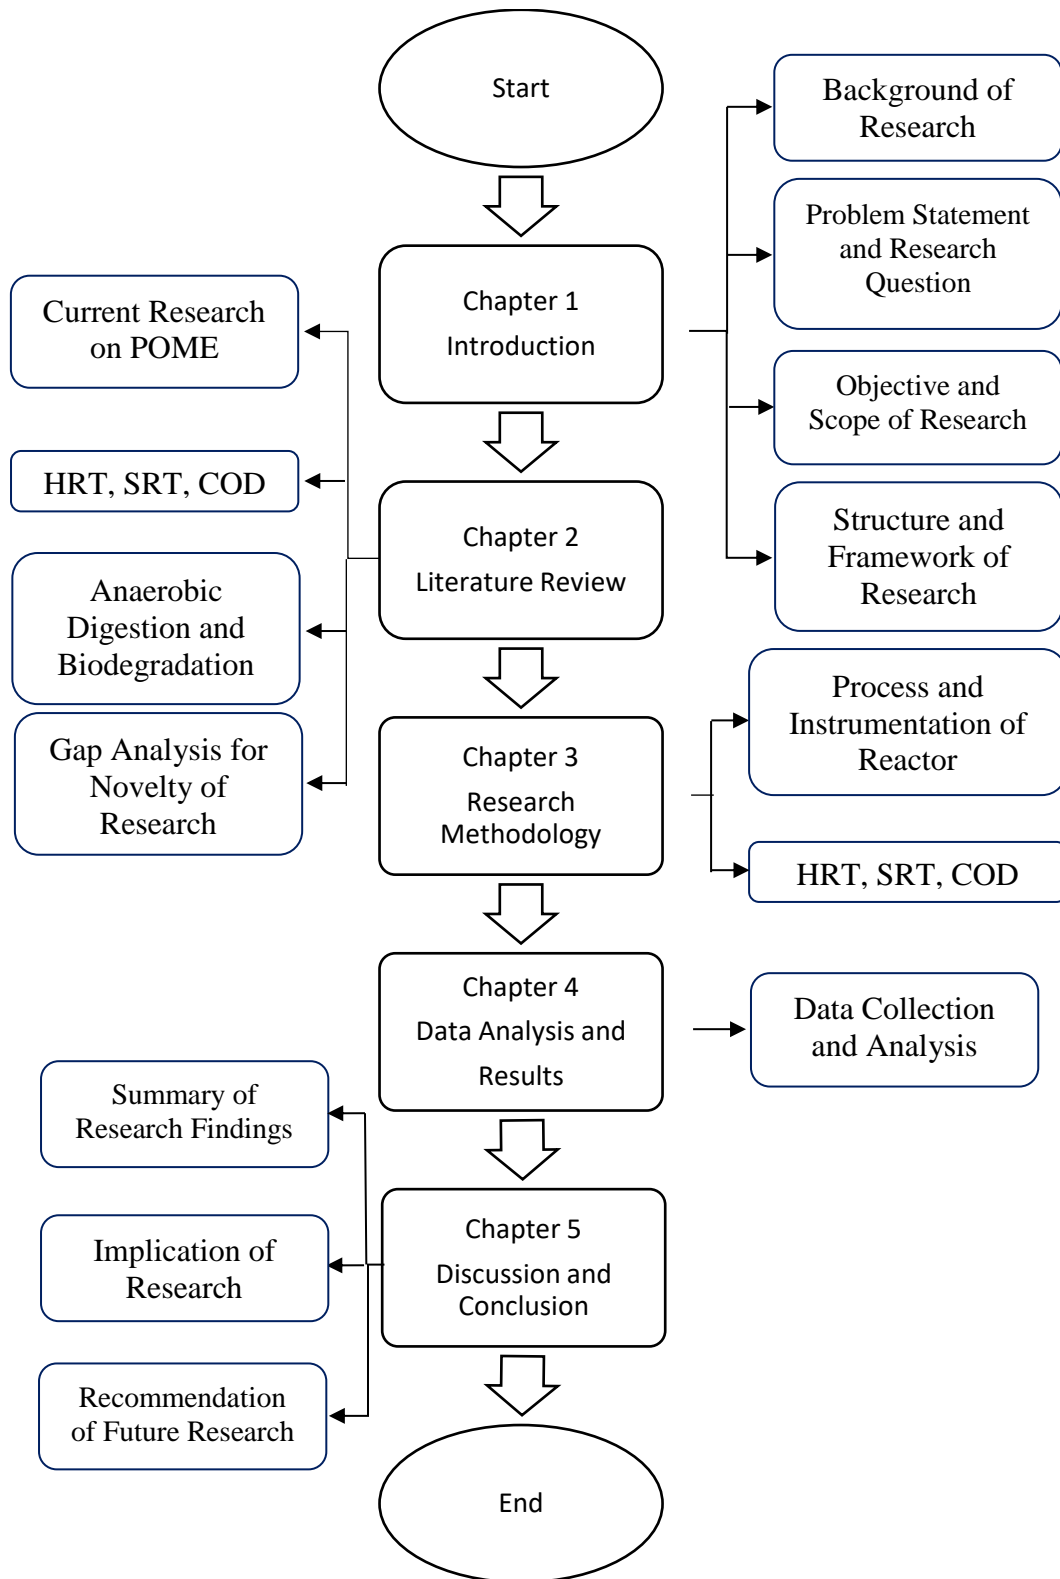 Start
Background of
Research
Problem Statement
and Research
Question
Chapter 1
Introduction
Current Research
on POME
Objective and
Scope of Research
HRT, SRT, COD
Chapter 2
Literature Review
Structure and
Framework of
Research
Anaerobic
Digestion and
Biodegradation
Process and
Instrumentation of
Reactor
Gap Analysis for
Novelty of
Research
Chapter 3
Research
Methodology
HRT, SRT, COD
Chapter 4
Data Analysis and
Results
Data Collection
and Analysis
Summary of
Research Findings
Chapter 5
Discussion and
Conclusion
Implication of
Research
Recommendation
of Future Research
End